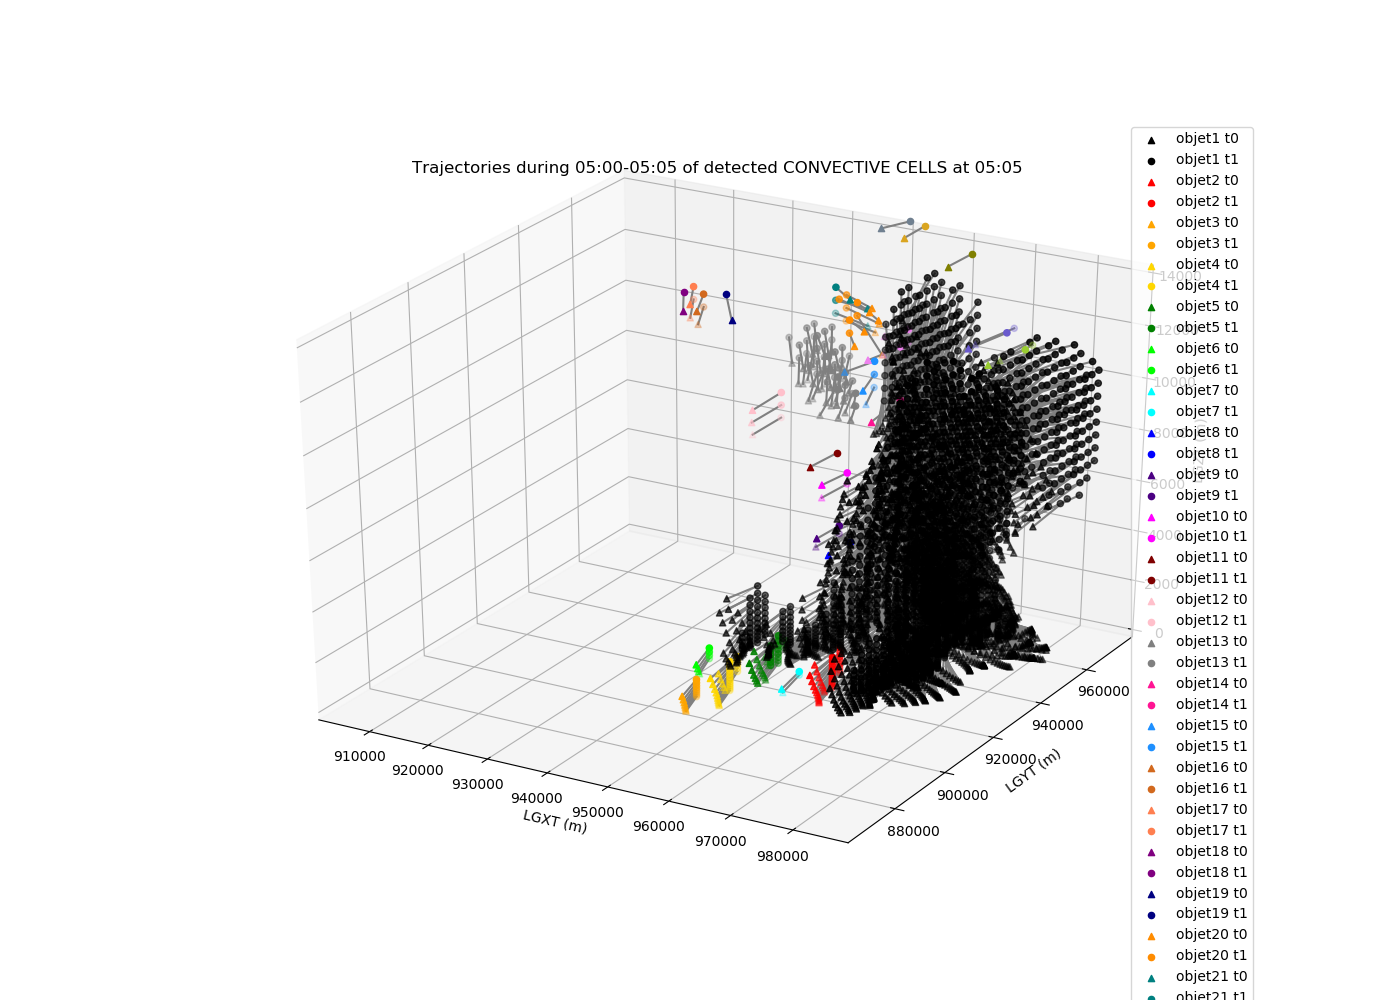 Trajectories during 05:00-05:05 of detected CONVECTIVE CELLS at 05:05
objet1 t0
objet1 t1
objet2 t0
objet2 t1
objet3 t0
objet3 t1
objet4 t0
objet4 t1
objet5 t0
objet5 t1
objet6 t0
objet6 t1
objet7 t0
objet7 t1
objet8 t0
objet8 t1
objet9 t0
objet9 t1
objet10 t0
objet10 t1
objet11 t0
objet11 t1
objet12 t0
objet12 t1
objet13 t0
objet13 t1
objet14 t0
objet14 t1
objet15 t0
objet15 t1
objet16 t0
objet16 t1
objet17 t0
objet17 t1
objet18 t0
objet18 t1
objet19 t0
objet19 t1
objet20 t0
objet20 t1
objet21 t0
objet21 t1
14000
12000
10000
8000
6000
4000
2000
0
960000
940000
920000
900000
880000
LGYT (m)
910000
920000
930000
940000
950000
960000
970000
980000
LGXT (m)